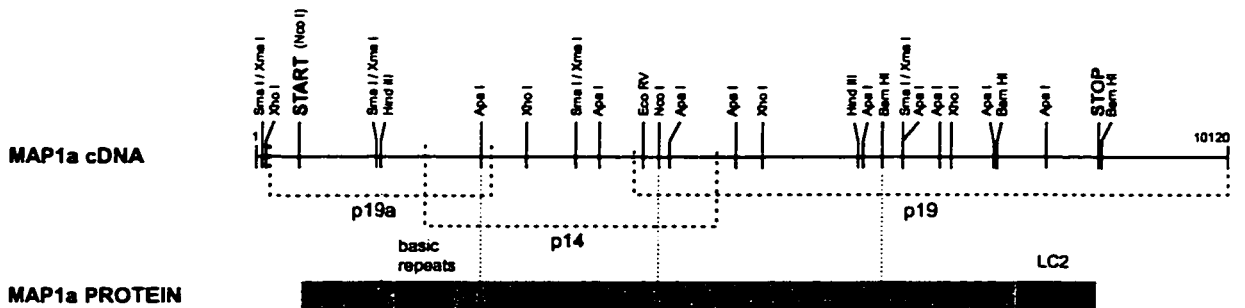 Sma I / Xma I
Xho I
START (Nco I)
Sma I / Xma I
Hind III
Apa I
Xho I
Sma I / Xma I
Apa I
Eco RV
Nco I
Apa I
Apa I
Xho I
Hind III
Apa I
Bam HI
Sma I / Xma I
Apa I
Apa I
Xho I
Apa I
Bam HI
Apa I
STOP
Bam HI
1
10120
MAP1a cDNA
p19a
p14
p19
basic
repeats
LC2
MAP1a PROTEIN